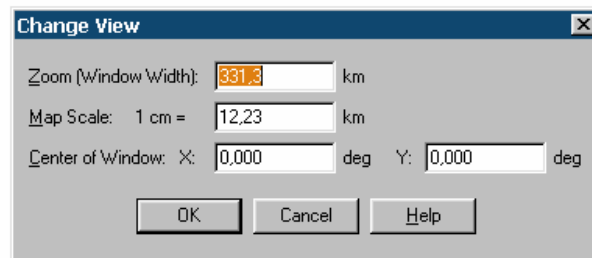 Change View
Zoom (Window Width): 331,3 km
Map Scale: 1 cm = 12,23 km
Center of Window: X: 0,000 deg Y: 0,000 deg
OK Cancel Help